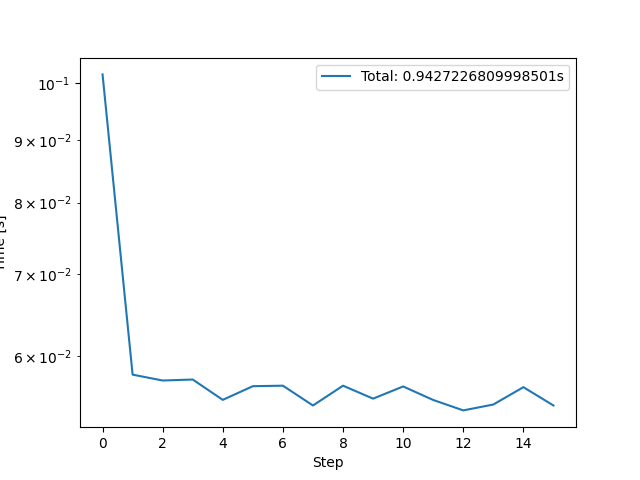 Total: 0.9427226809998501s
10⁻¹
9 × 10⁻²
8 × 10⁻²
7 × 10⁻²
6 × 10⁻²
[s]
0 2 4 6 8 10 12 14
Step